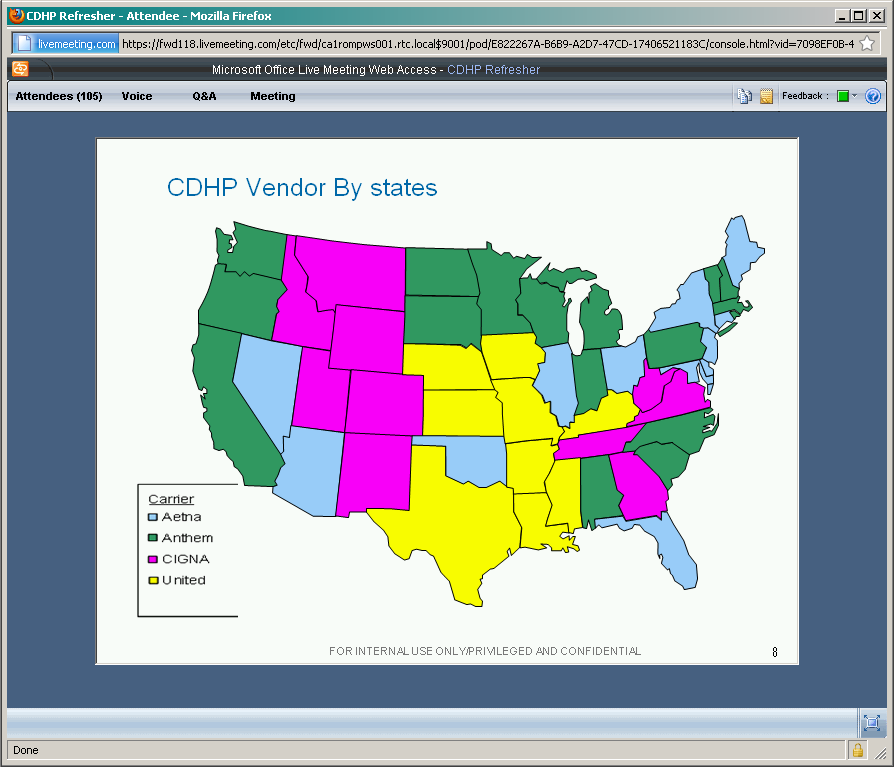 CDHP Refresher - Attendee - Mozilla Firefox
livemeeting.com https://fwd118.livemeeting.com/etc/fwd/ca1rompws001.rtc.local$9001/pod/E822267A-B6B9-A2D7-47CD-17406521183C/console.html?vid=7098EF0B-4
Microsoft Office Live Meeting Web Access - CDHP Refresher
Attendees (105) Voice Q&A Meeting Feedback :
CDHP Vendor By states
Carrier
Aetna
Anthem
CIGNA
United
FOR INTERNAL USE ONLY/PRIVILEGED AND CONFIDENTIAL 8
Done